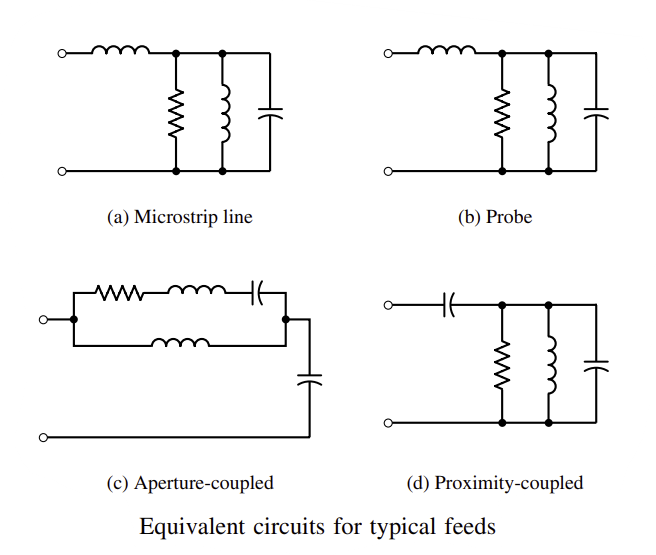 (a) Microstrip line
(b) Probe
(c) Aperture-coupled
(d) Proximity-coupled
Equivalent circuits for typical feeds